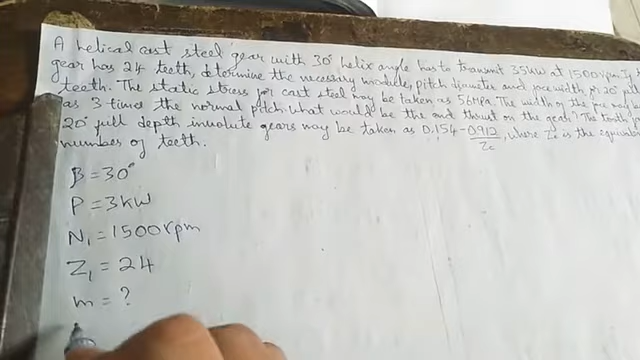 A helical cast steel gear with 30° helix angle has to transmit 35kW at 1500rpm. If
gear has 24 teeth, determine the necessary module, pitch diameter and face width for 20° full
teeth. The static stress for cast steel may be taken as 56MPa. The width of the face may
as 3 times the normal pitch. What would be the end thrust on the gear? The tooth
20° full depth involute gears may be taken as 0.154 - 0.912/Ze, where Ze is the equivale
numbers of teeth.
β = 30°
P = 3kW
N1 = 1500rpm
Z1 = 24
m = ?